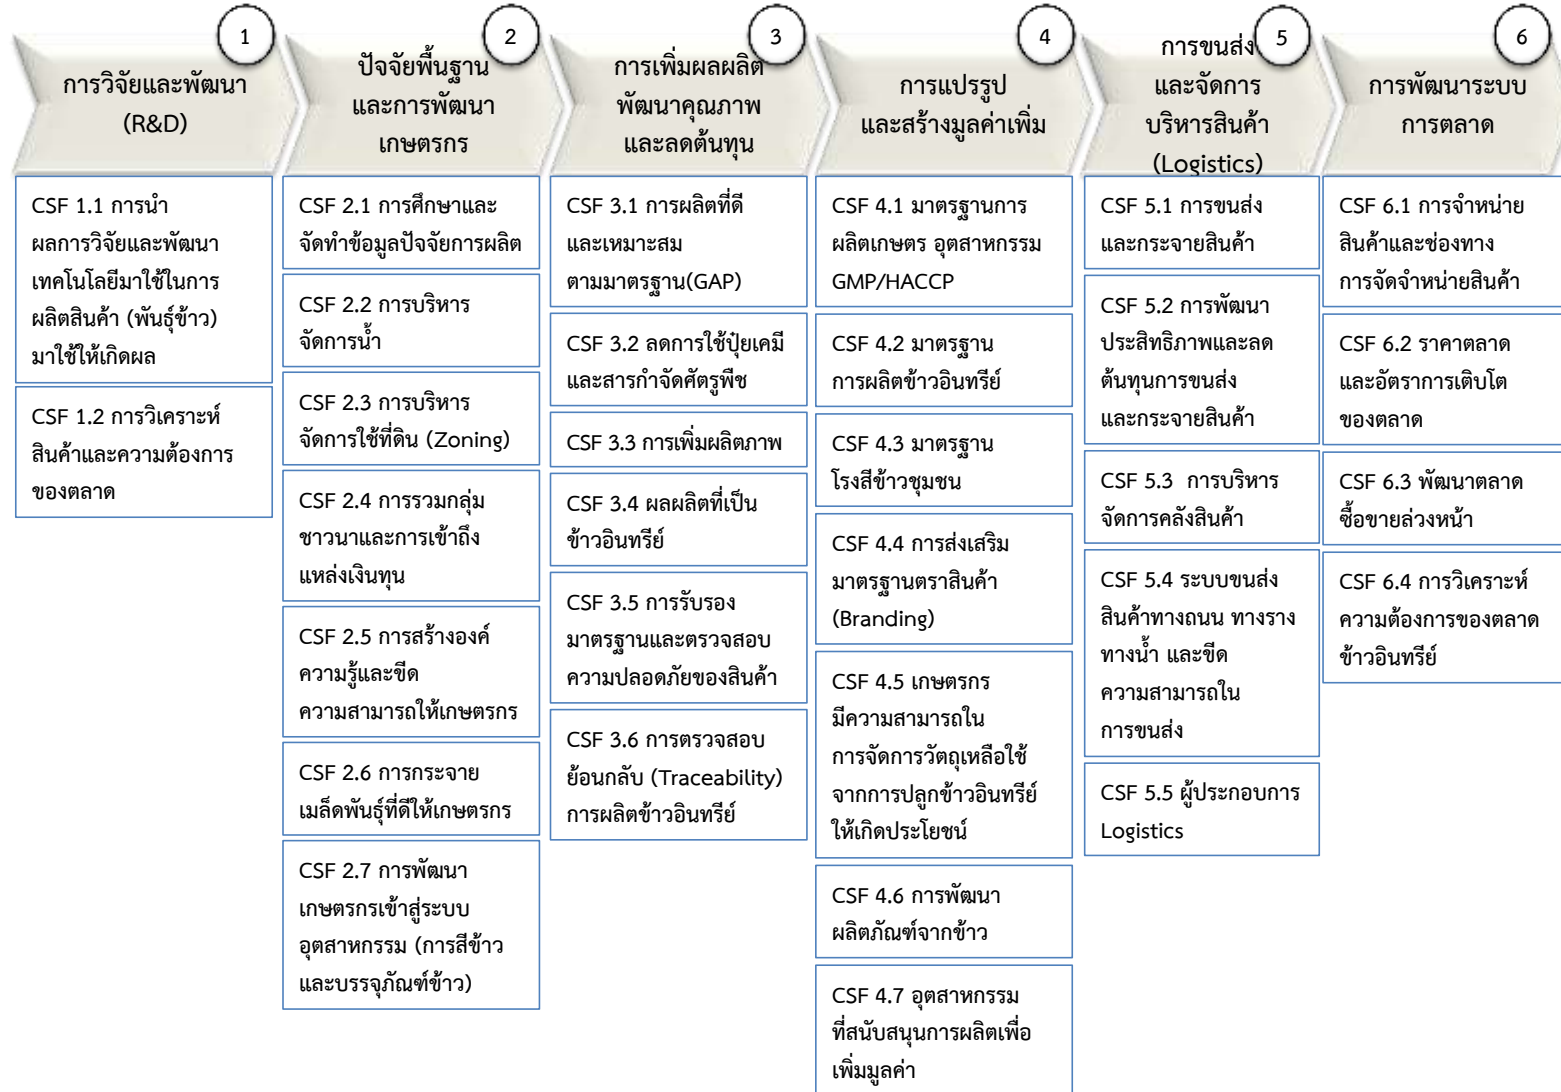 1
การวิจัยและพัฒนา
(R&D)
CSF 1.1 การนำ
ผลการวิจัยและพัฒนา
เทคโนโลยีมาใช้ในการ
ผลิตสินค้า (พันธุ์ข้าว)
มาใช้ให้เกิดผล
CSF 1.2 การวิเคราะห์
สินค้าและความต้องการ
ของตลาด
2
ปัจจัยพื้นฐาน
และการพัฒนา
เกษตรกร
CSF 2.1 การศึกษาและ
จัดทำข้อมูลปัจจัยการผลิต
CSF 2.2 การบริหาร
จัดการน้ำ
CSF 2.3 การบริหาร
จัดการใช้ที่ดิน (Zoning)
CSF 2.4 การรวมกลุ่ม
ชาวนาและการเข้าถึง
แหล่งเงินทุน
CSF 2.5 การสร้างองค์
ความรู้และขีด
ความสามารถให้เกษตรกร
CSF 2.6 การกระจาย
เมล็ดพันธุ์ที่ดีให้เกษตรกร
CSF 2.7 การพัฒนา
เกษตรกรเข้าสู่ระบบ
อุตสาหกรรม (การสีข้าว
และบรรจุภัณฑ์ข้าว)
3
การเพิ่มผลผลิต
พัฒนาคุณภาพ
และลดต้นทุน
CSF 3.1 การผลิตที่ดี
และเหมาะสม
ตามมาตรฐาน(GAP)
CSF 3.2 ลดการใช้ปุ๋ยเคมี
และสารกำจัดศัตรูพืช
CSF 3.3 การเพิ่มผลิตภาพ
CSF 3.4 ผลผลิตที่เป็น
ข้าวอินทรีย์
CSF 3.5 การรับรอง
มาตรฐานและตรวจสอบ
ความปลอดภัยของสินค้า
CSF 3.6 การตรวจสอบ
ย้อนกลับ (Traceability)
การผลิตข้าวอินทรีย์
4
การแปรรูป
และสร้างมูลค่าเพิ่ม
CSF 4.1 มาตรฐานการ
ผลิตเกษตร อุตสาหกรรม
GMP/HACCP
CSF 4.2 มาตรฐาน
การผลิตข้าวอินทรีย์
CSF 4.3 มาตรฐาน
โรงสีข้าวชุมชน
CSF 4.4 การส่งเสริม
มาตรฐานตราสินค้า
(Branding)
CSF 4.5 เกษตรกร
มีความสามารถใน
การจัดการวัตถุเหลือใช้
จากการปลูกข้าวอินทรีย์
ให้เกิดประโยชน์
CSF 4.6 การพัฒนา
ผลิตภัณฑ์จากข้าว
CSF 4.7 อุตสาหกรรม
ที่สนับสนุนการผลิตเพื่อ
เพิ่มมูลค่า
5
การขนส่ง
และจัดการ
บริหารสินค้า
(Logistics)
CSF 5.1 การขนส่ง
และกระจายสินค้า
CSF 5.2 การพัฒนา
ประสิทธิภาพและลด
ต้นทุนการขนส่ง
และกระจายสินค้า
CSF 5.3 การบริหาร
จัดการคลังสินค้า
CSF 5.4 ระบบขนส่ง
สินค้าทางถนน ทางราง
ทางน้ำ และขีด
ความสามารถใน
การขนส่ง
CSF 5.5 ผู้ประกอบการ
Logistics
6
การพัฒนาระบบ
การตลาด
CSF 6.1 การจำหน่าย
สินค้าและช่องทาง
การจัดจำหน่ายสินค้า
CSF 6.2 ราคาตลาด
และอัตราการเติบโต
ของตลาด
CSF 6.3 พัฒนาตลาด
ซื้อขายล่วงหน้า
CSF 6.4 การวิเคราะห์
ความต้องการของตลาด
ข้าวอินทรีย์